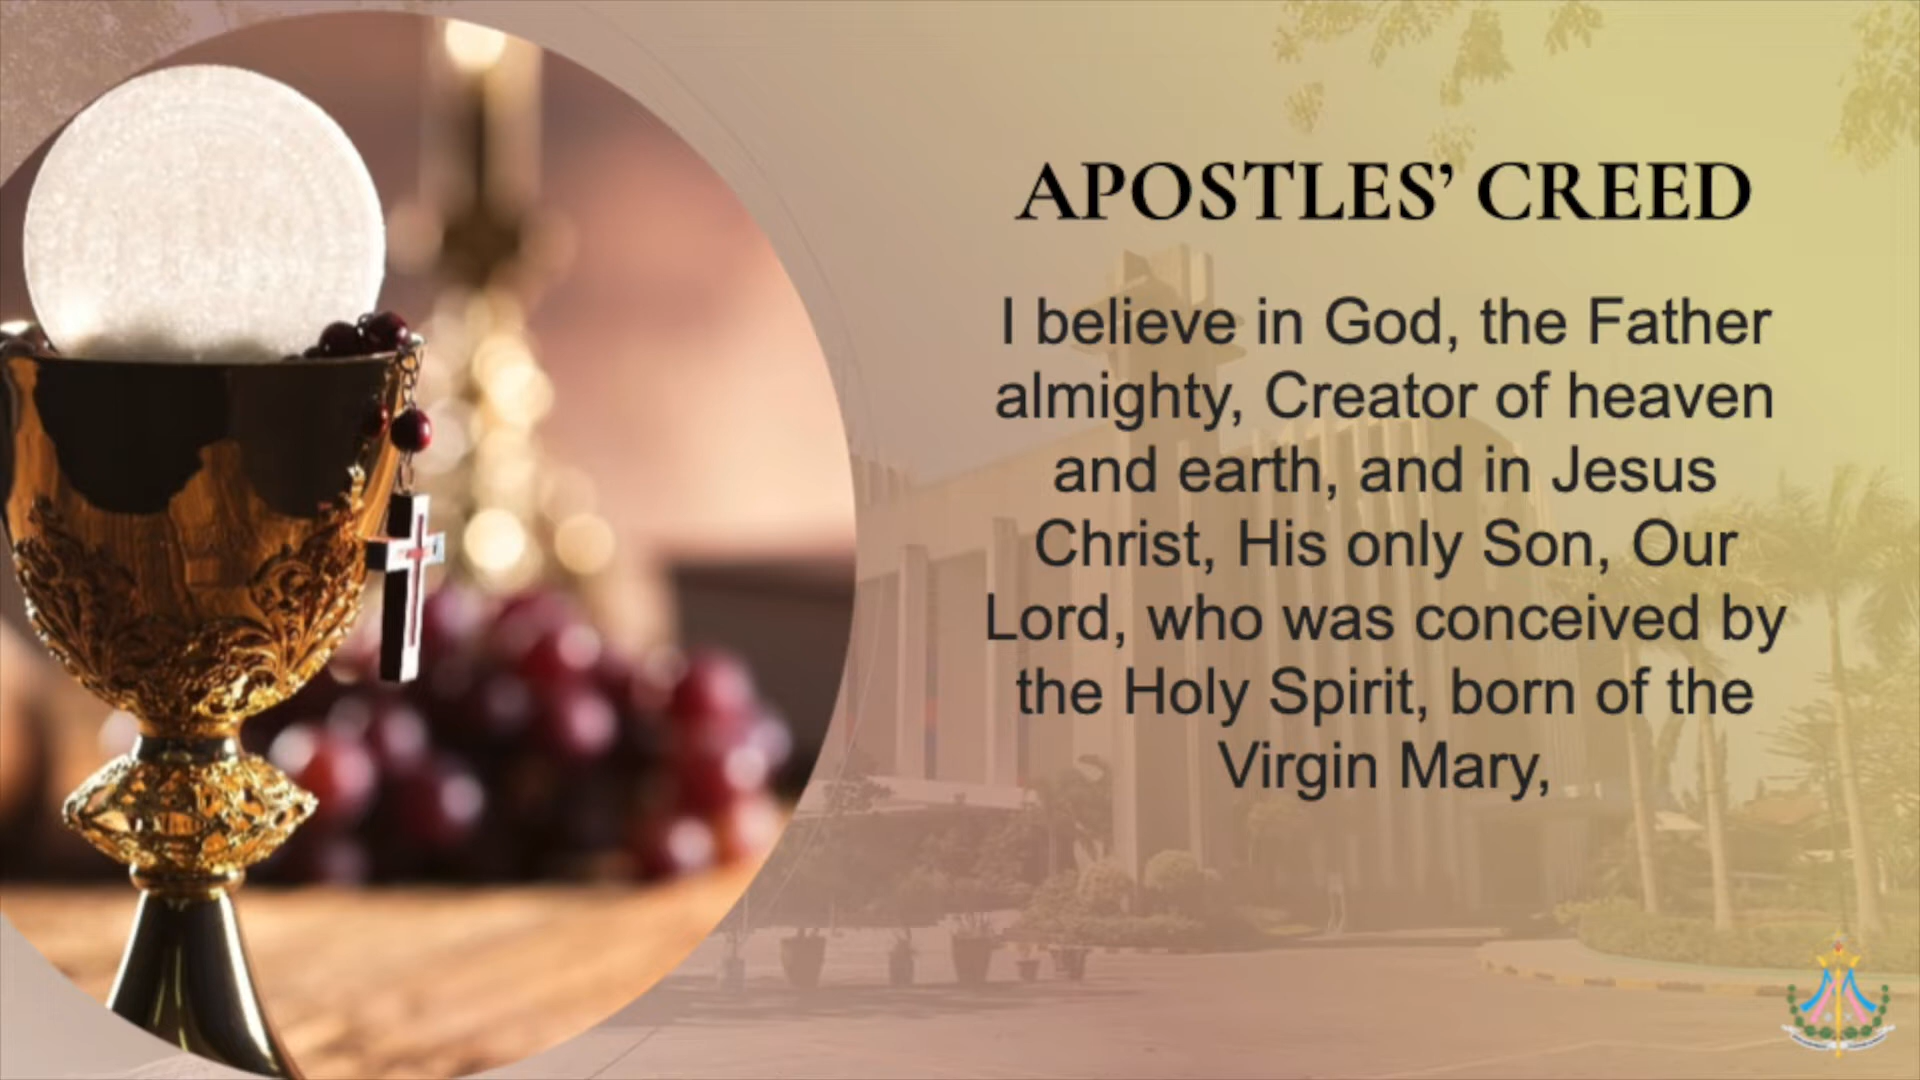 APOSTLES’ CREED
I believe in God, the Father
almighty, Creator of heaven
and earth, and in Jesus
Christ, His only Son, Our
Lord, who was conceived by
the Holy Spirit, born of the
Virgin Mary,